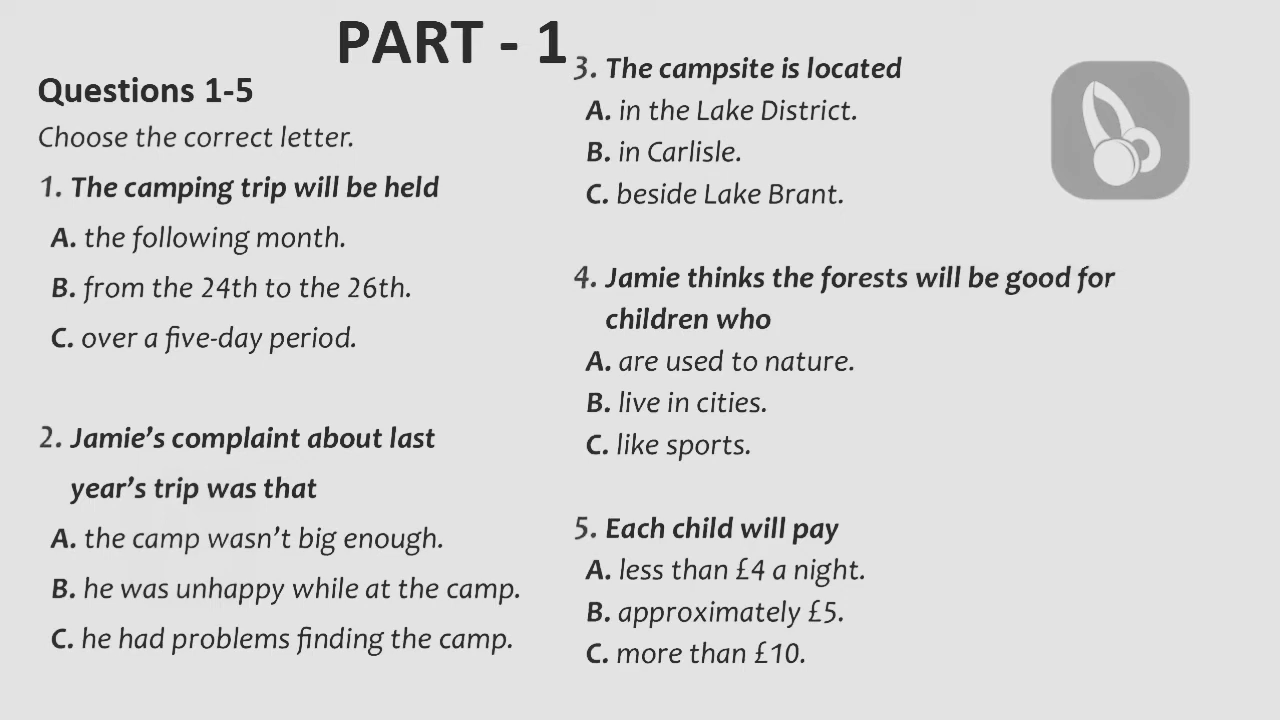 PART - 1
Questions 1-5
Choose the correct letter.
1. The camping trip will be held
A. the following month.
B. from the 24th to the 26th.
C. over a five-day period.
2. Jamie's complaint about last
year's trip was that
A. the camp wasn't big enough.
B. he was unhappy while at the camp.
C. he had problems finding the camp.
3. The campsite is located
A. in the Lake District.
B. in Carlisle.
C. beside Lake Brant.
4. Jamie thinks the forests will be good for
children who
A. are used to nature.
B. live in cities.
C. like sports.
5. Each child will pay
A. less than £4 a night.
B. approximately £5.
C. more than £10.